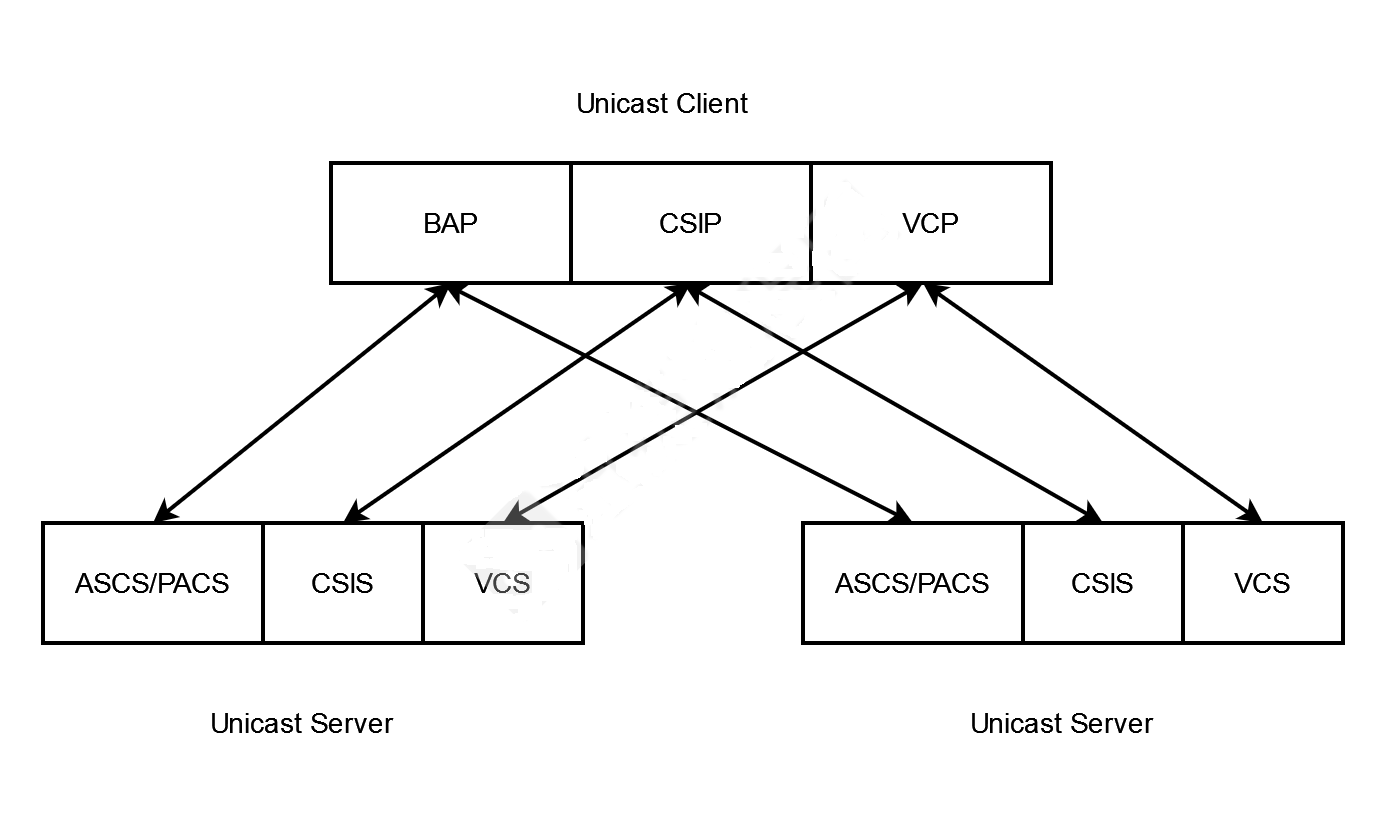 Unicast Client
BAP CSIP VCP
ASCS/PACS CSIS VCS ASCS/PACS CSIS VCS
Unicast Server Unicast Server